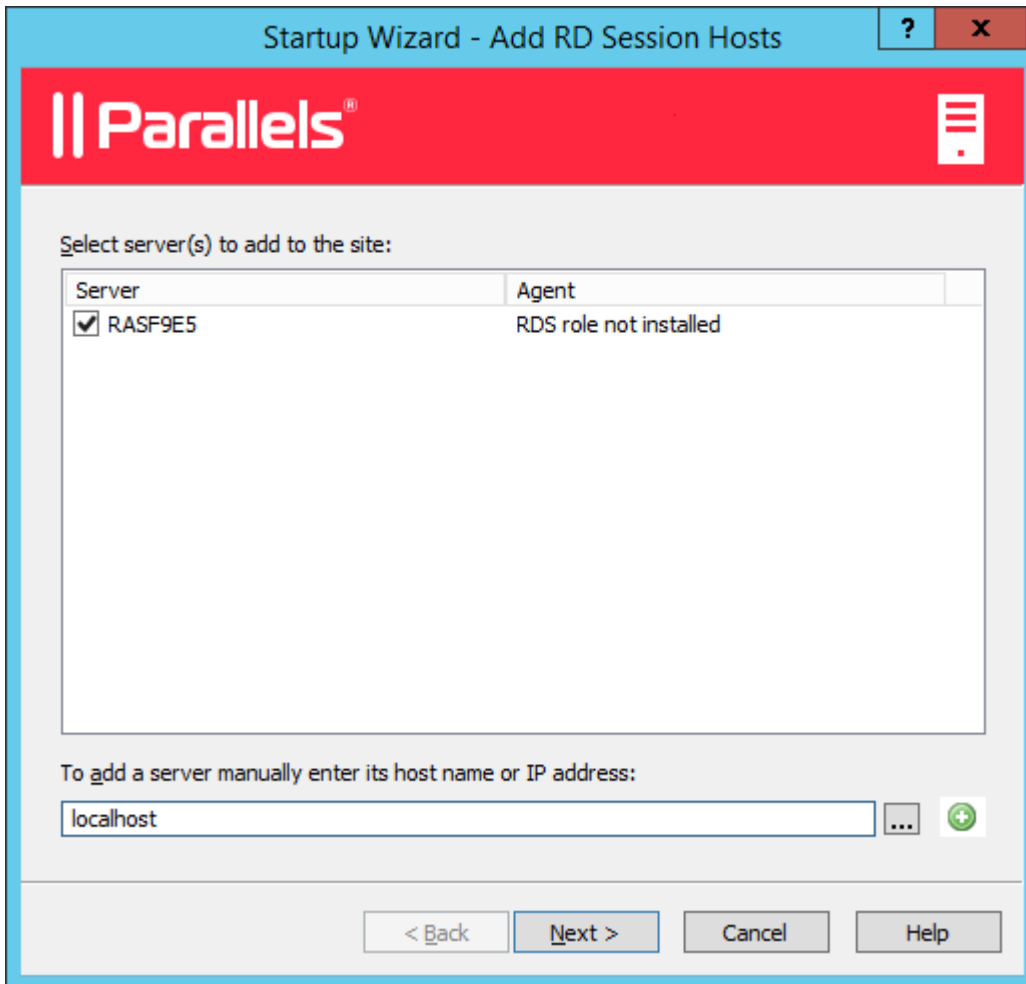 Startup Wizard - Add RD Session Hosts
? x
Parallels®
Select server(s) to add to the site:
Server Agent
RASF9E5 RDS role not installed
To add a server manually enter its host name or IP address:
localhost ...
< Back Next > Cancel Help